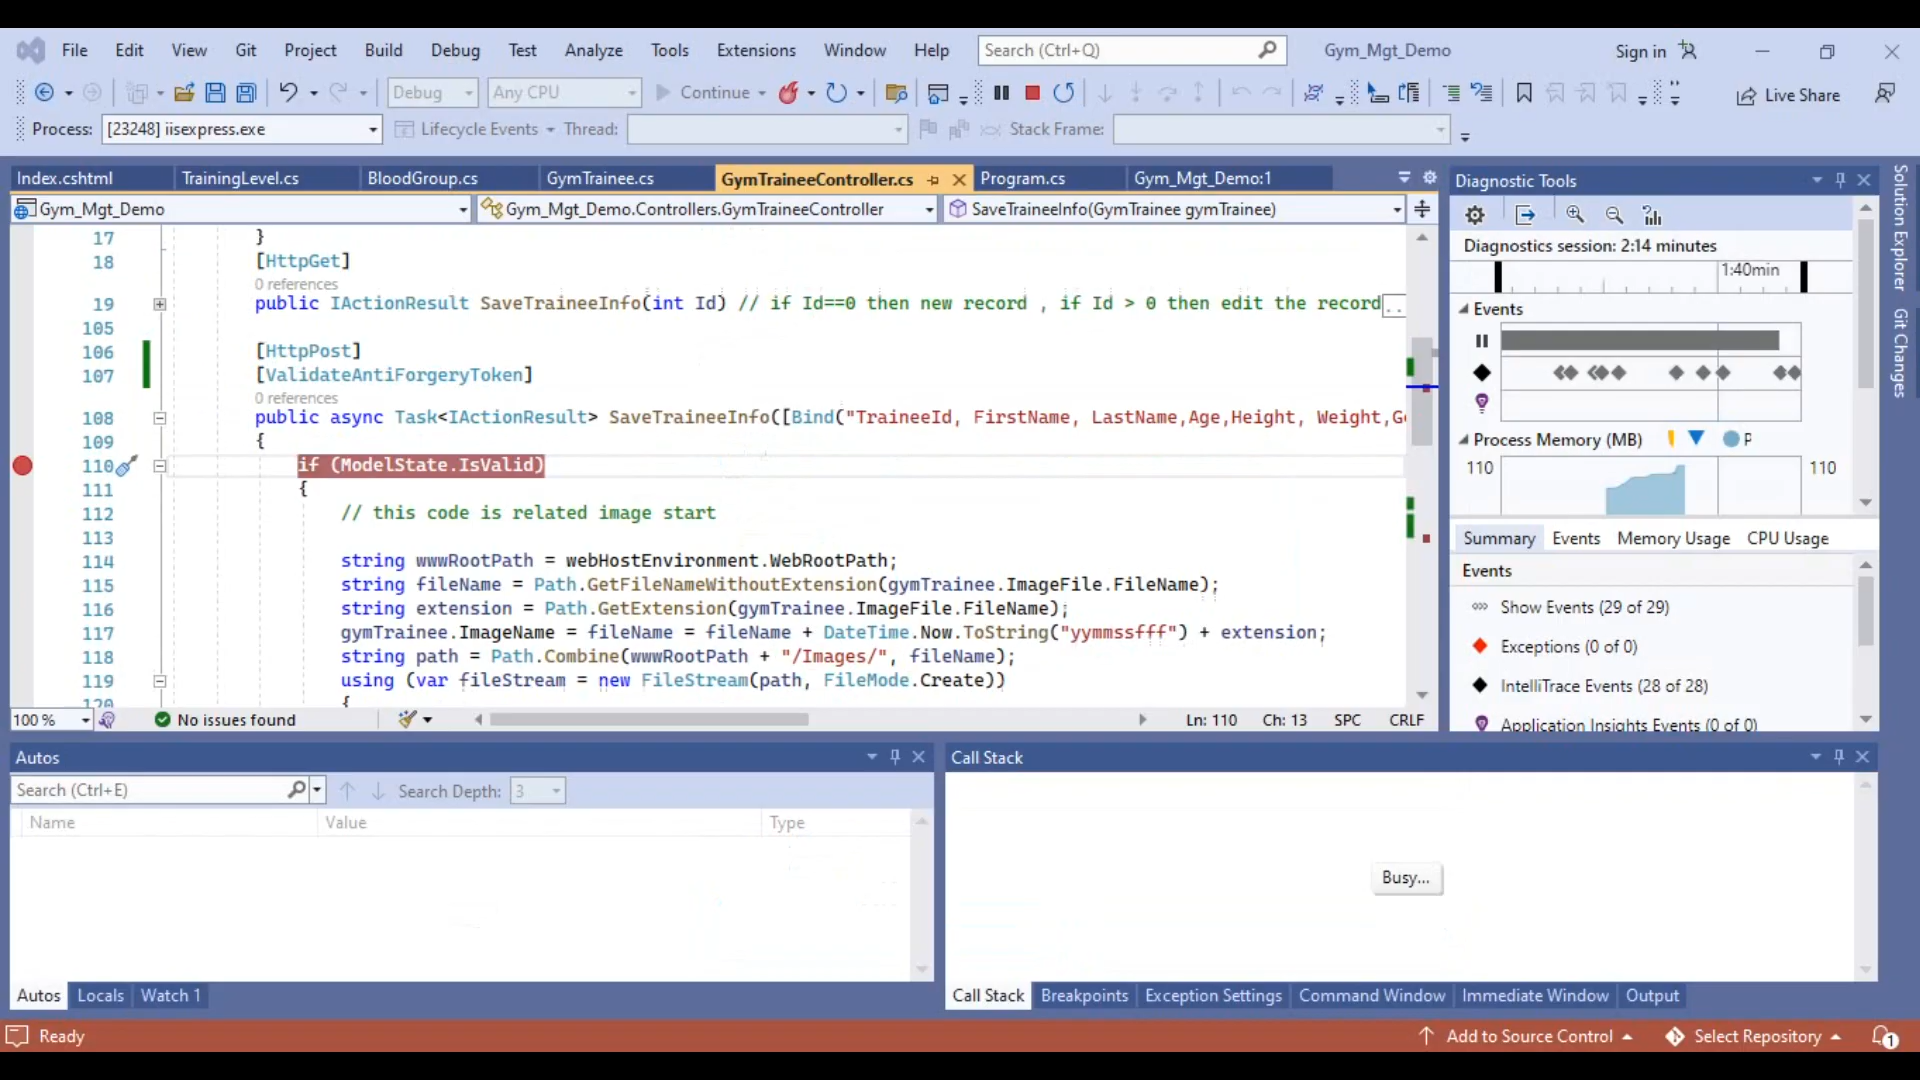 File Edit View Git Project Build Debug Test Analyze Tools Extensions Window Help Search (Ctrl+Q) Gym_Mgt_Demo Sign in
Debug Any CPU Continue Live Share
Process: [23248] iisexpress.exe Lifecycle Events Thread: Stack Frame:
Index.cshtml TrainingLevel.cs BloodGroup.cs GymTrainee.cs GymTraineeController.cs Program.cs Gym_Mgt_Demo:1
Gym_Mgt_Demo Gym_Mgt_Demo.Controllers.GymTraineeController SaveTraineeInfo(GymTrainee gymTrainee)
17 }
18 [HttpGet]
0 references
19 public IActionResult SaveTraineeInfo(int Id) // if Id==0 then new record , if Id > 0 then edit the record..
105
106 [HttpPost]
107 [ValidateAntiForgeryToken]
0 references
108 public async Task<IActionResult> SaveTraineeInfo([Bind("TraineeId, FirstName, LastName,Age,Height, Weight,Ge
109 {
110 if (ModelState.IsValid)
111 {
112 // this code is related image start
113
114 string wwwRootPath = webHostEnvironment.WebRootPath;
115 string fileName = Path.GetFileNameWithoutExtension(gymTrainee.ImageFile.FileName);
116 string extension = Path.GetExtension(gymTrainee.ImageFile.FileName);
117 gymTrainee.ImageName = fileName = fileName + DateTime.Now.ToString("yymmssfff") + extension;
118 string path = Path.Combine(wwwRootPath + "/Images/", fileName);
119 using (var fileStream = new FileStream(path, FileMode.Create))
120 {
100 % No issues found Ln: 110 Ch: 13 SPC CRLF
Diagnostic Tools
Diagnostics session: 2:14 minutes
1:40min
Events
Process Memory (MB) P
110 110
Summary Events Memory Usage CPU Usage
Events
Show Events (29 of 29)
Exceptions (0 of 0)
IntelliTrace Events (28 of 28)
Application Insights Events (0 of 0)
Solution Explorer
Git Changes
Autos
Search (Ctrl+E) Search Depth: 3
Name Value Type
Autos Locals Watch 1
Call Stack
Busy...
Call Stack Breakpoints Exception Settings Command Window Immediate Window Output
Ready Add to Source Control Select Repository 1